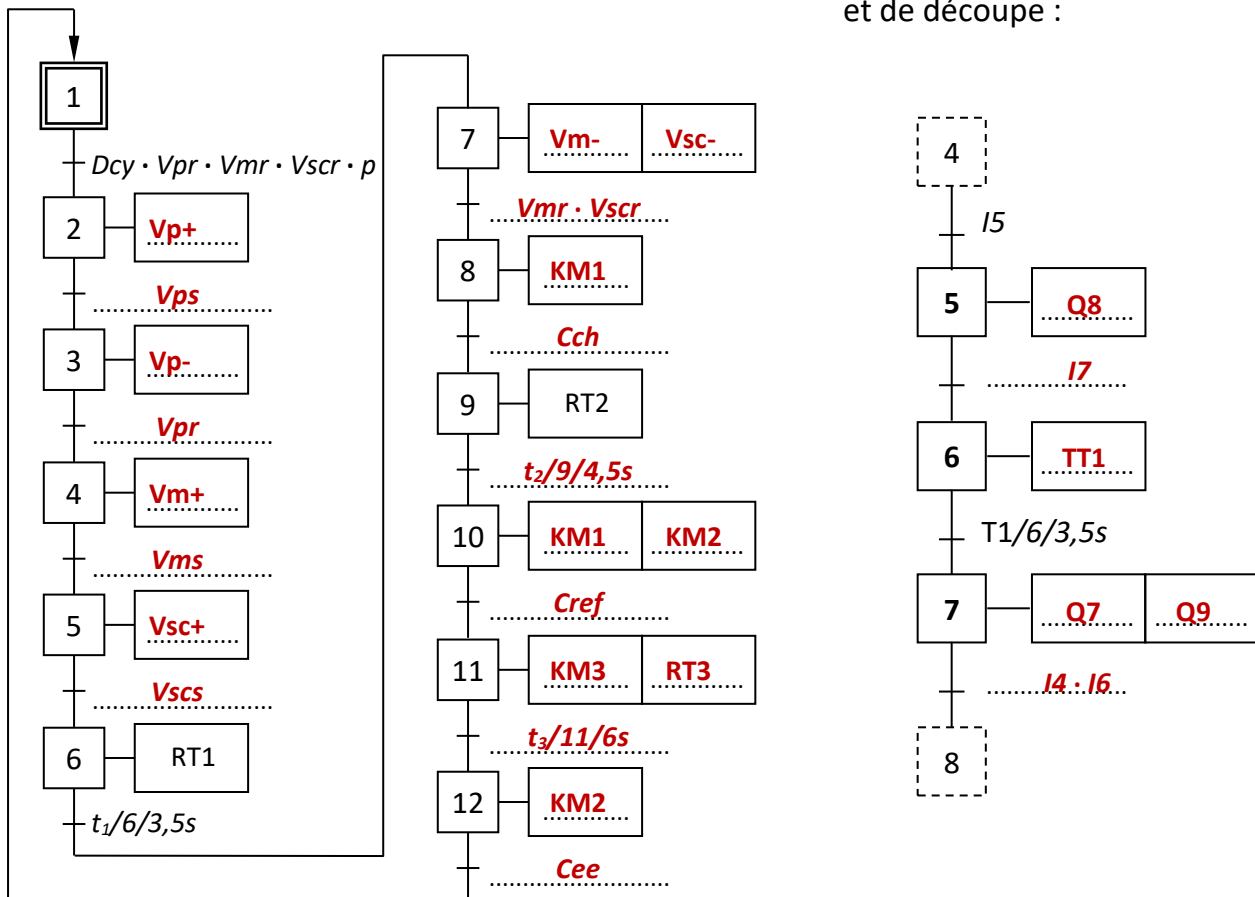 et de découpe :
1
Dcy · Vpr · Vmr · Vscr · p
2 Vp+
Vps
3 Vp-
Vpr
4 Vm+
Vms
5 Vsc+
Vscs
6 RT1
t₁/6/3,5s
7 Vm- Vsc-
Vmr · Vscr
8 KM1
Cch
9 RT2
t₂/9/4,5s
10 KM1 KM2
Cref
11 KM3 RT3
t₃/11/6s
12 KM2
Cee
4
I5
5 Q8
I7
6 TT1
T1/6/3,5s
7 Q7 Q9
I4 · I6
8